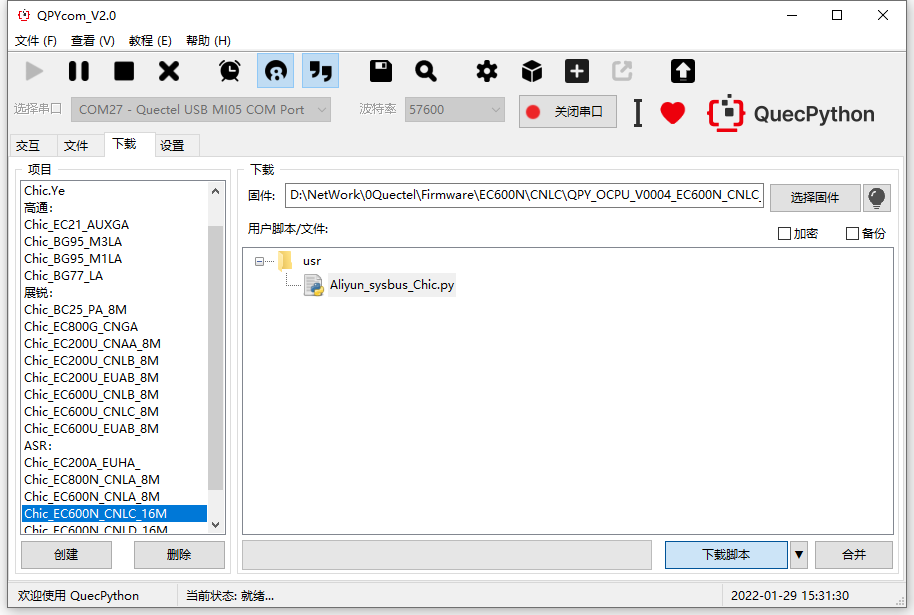 QPYcom_V2.0
文件 (F) 查看 (V) 教程 (E) 帮助 (H)
选择串口 COM27 - Quectel USB MI05 COM Port 波特率 57600 关闭串口 QuecPython
交互 文件 下载 设置
项目
Chic.Ye
高通:
Chic_EC21_AUXGA
Chic_BG95_M3LA
Chic_BG95_M1LA
Chic_BG77_LA
展锐:
Chic_BC25_PA_8M
Chic_EC800G_CNGA
Chic_EC200U_CNAA_8M
Chic_EC200U_CNLB_8M
Chic_EC200U_EUAB_8M
Chic_EC600U_CNLB_8M
Chic_EC600U_CNLC_8M
Chic_EC600U_EUAB_8M
ASR:
Chic_EC200A_EUHA_
Chic_EC800N_CNLA_8M
Chic_EC600N_CNLA_8M
Chic_EC600N_CNLC_16M
Chic_EC600N_CNLD_16M
创建 删除
下载
固件: D:\NetWork\0Quectel\Firmware\EC600N\CNLC\QPY_OCPU_V0004_EC600N_CNLC_ 选择固件
用户脚本/文件: 加密 备份
usr
Aliyun_sysbus_Chic.py
下载脚本 合并
欢迎使用 QuecPython 当前状态: 就绪... 2022-01-29 15:31:30